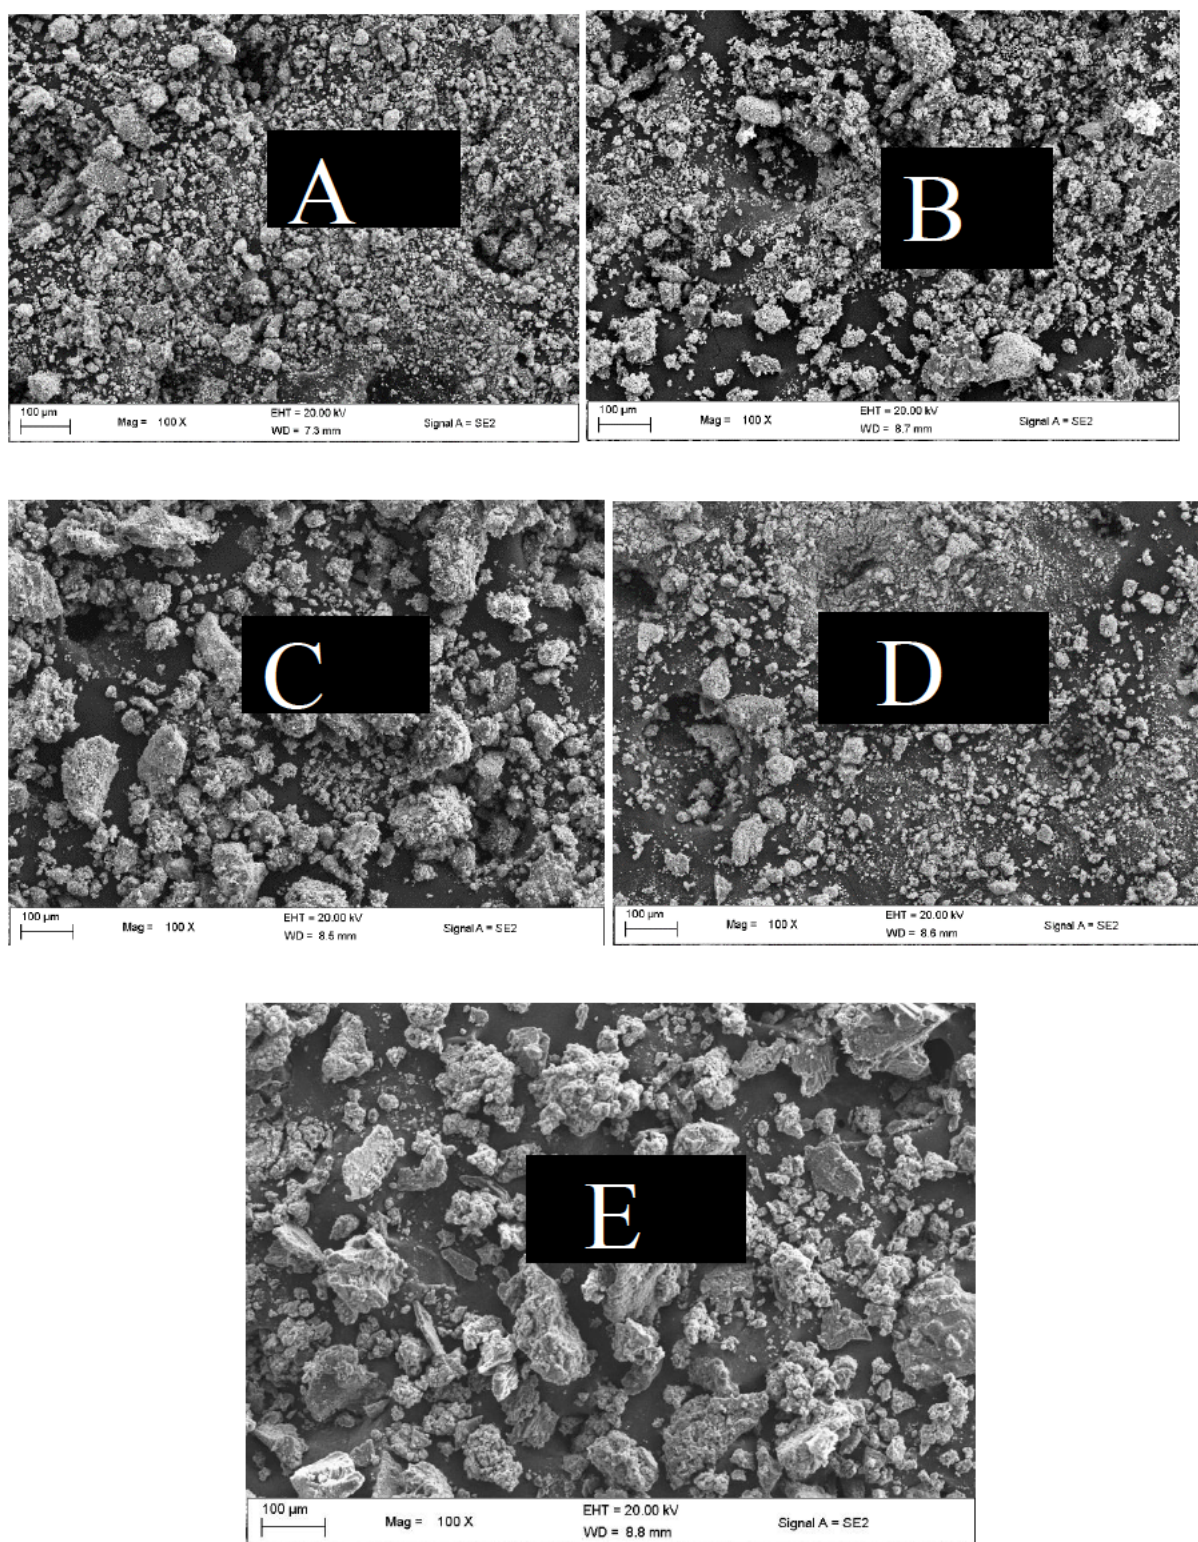 A
B
100 µm
Mag = 100 X
EHT = 20.00 kV
WD = 7.3 mm
Signal A = SE2
100 µm
Mag = 100 X
EHT = 20.00 kV
WD = 8.7 mm
Signal A = SE2
C
D
100 µm
Mag = 100 X
EHT = 20.00 kV
WD = 8.5 mm
Signal A = SE2
100 µm
Mag = 100 X
EHT = 20.00 kV
WD = 8.6 mm
Signal A = SE2
E
100 µm
Mag = 100 X
EHT = 20.00 kV
WD = 8.8 mm
Signal A = SE2